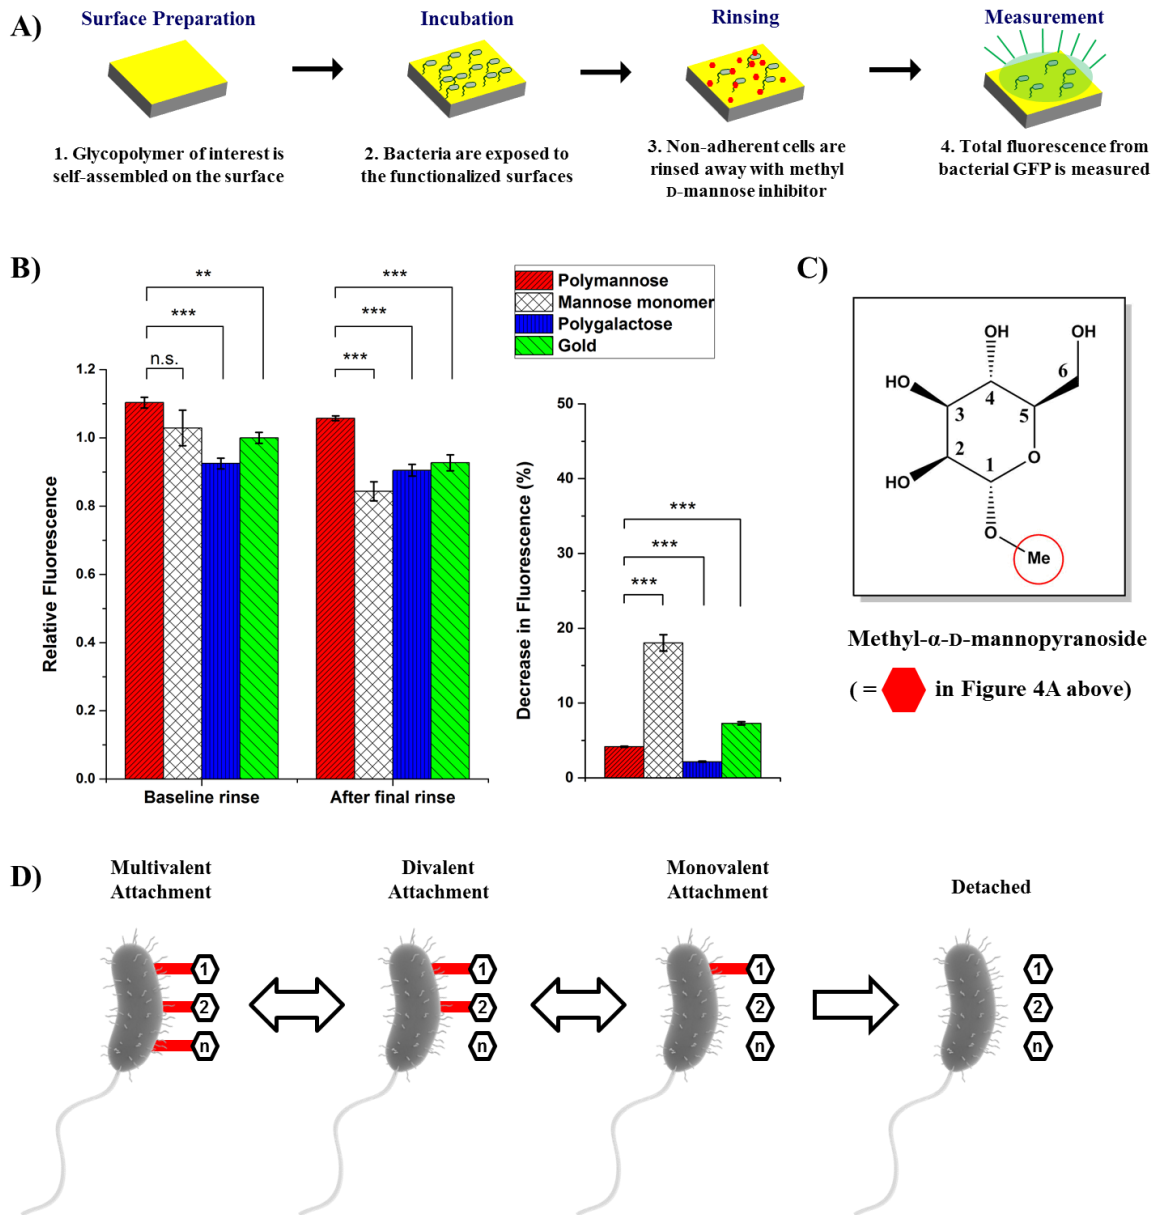 A)
Surface Preparation
Incubation
Rinsing
Measurement
1. Glycopolymer of interest is
self-assembled on the surface
2. Bacteria are exposed to
the functionalized surfaces
3. Non-adherent cells are
rinsed away with methyl
D-mannose inhibitor
4. Total fluorescence from
bacterial GFP is measured
B)
Relative Fluorescence
1.2
1.0
0.8
0.6
0.4
0.2
0.0
**
***
n.s.
***
***
***
Baseline rinse
After final rinse
Polymannose
Mannose monomer
Polygalactose
Gold
Decrease in Fluorescence (%)
50
40
30
20
10
0
***
***
***
C)
OH
OH
HO
6
4
5
3
2
1
O
HO
O
Me
Methyl-α-D-mannopyranoside
( = in Figure 4A above)
D)
Multivalent
Attachment
Divalent
Attachment
Monovalent
Attachment
Detached
1
2
n
1
2
n
1
2
n
1
2
n